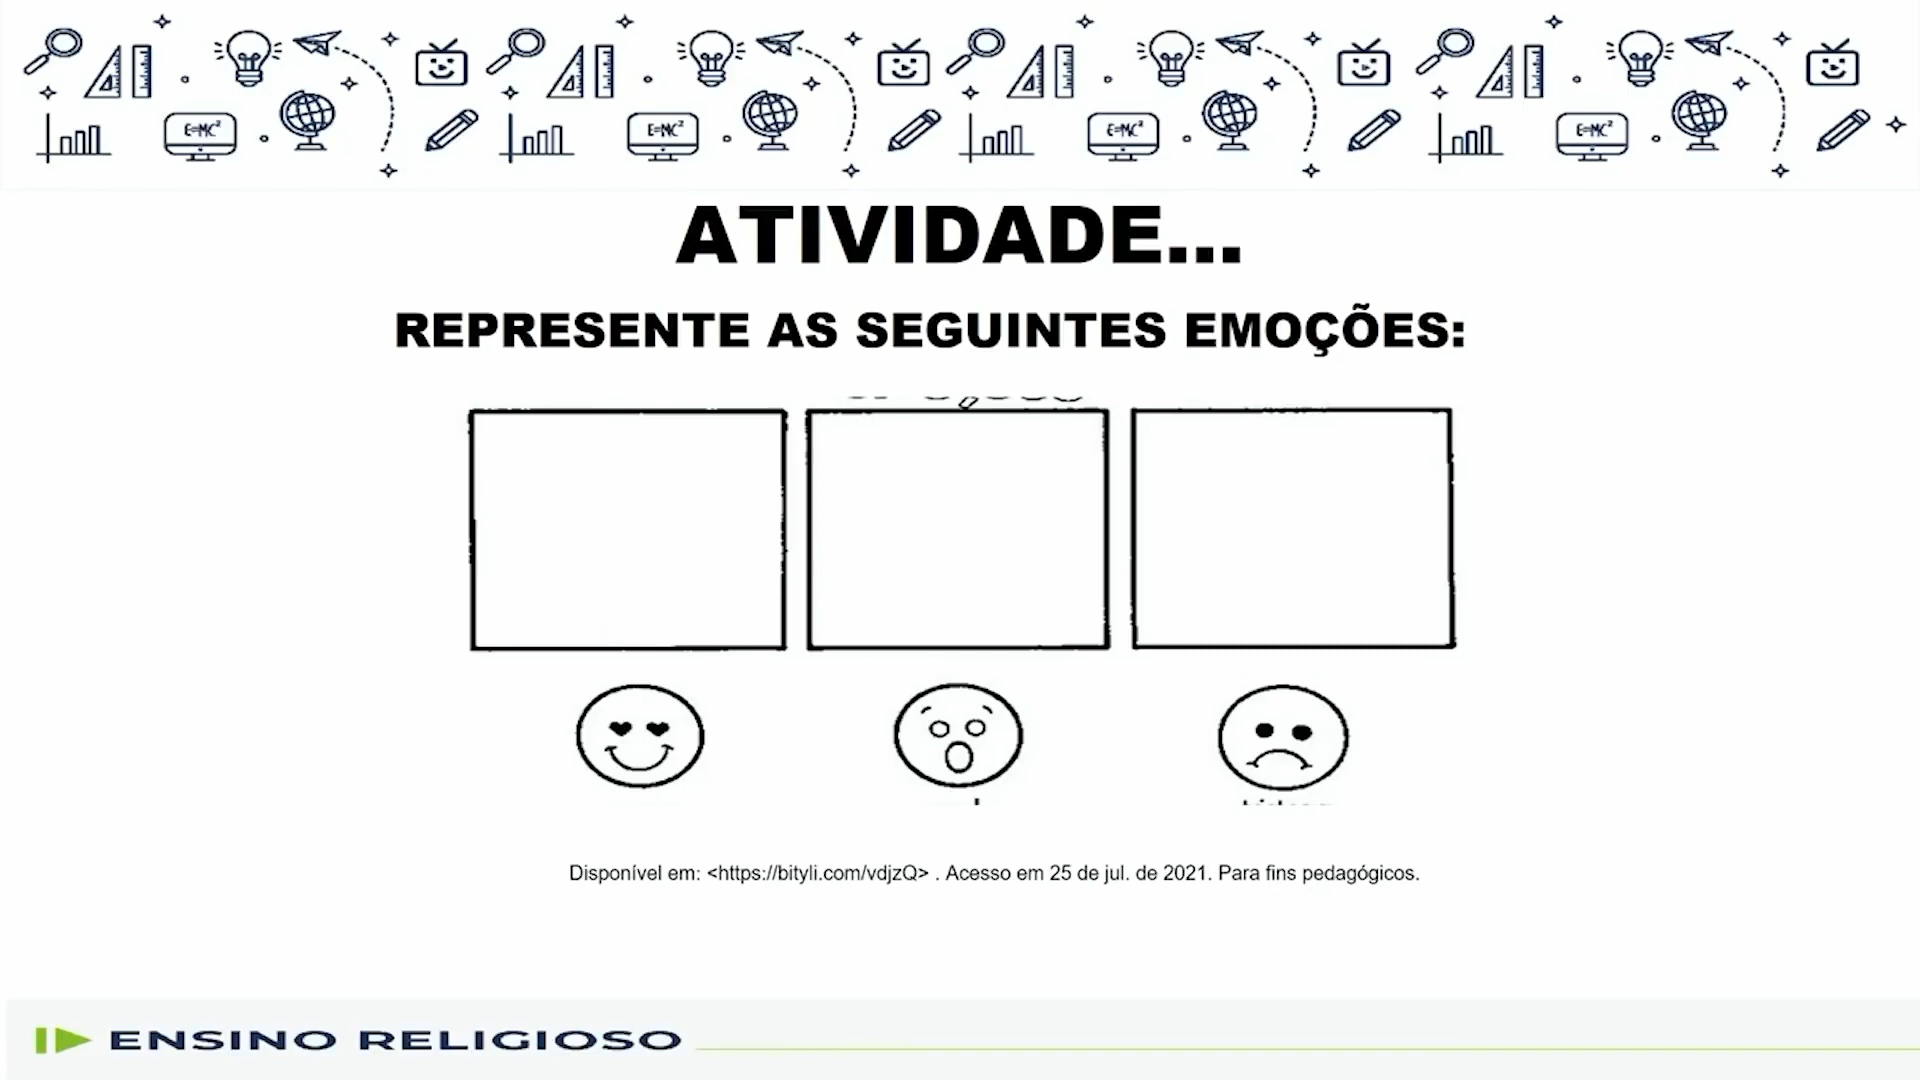 E=MC² E=MC² E=MC² E=MC²
ATIVIDADE...
REPRESENTE AS SEGUINTES EMOÇÕES:
Disponível em: <https://bityli.com/vdjzQ> . Acesso em 25 de jul. de 2021. Para fins pedagógicos.
ENSINO RELIGIOSO